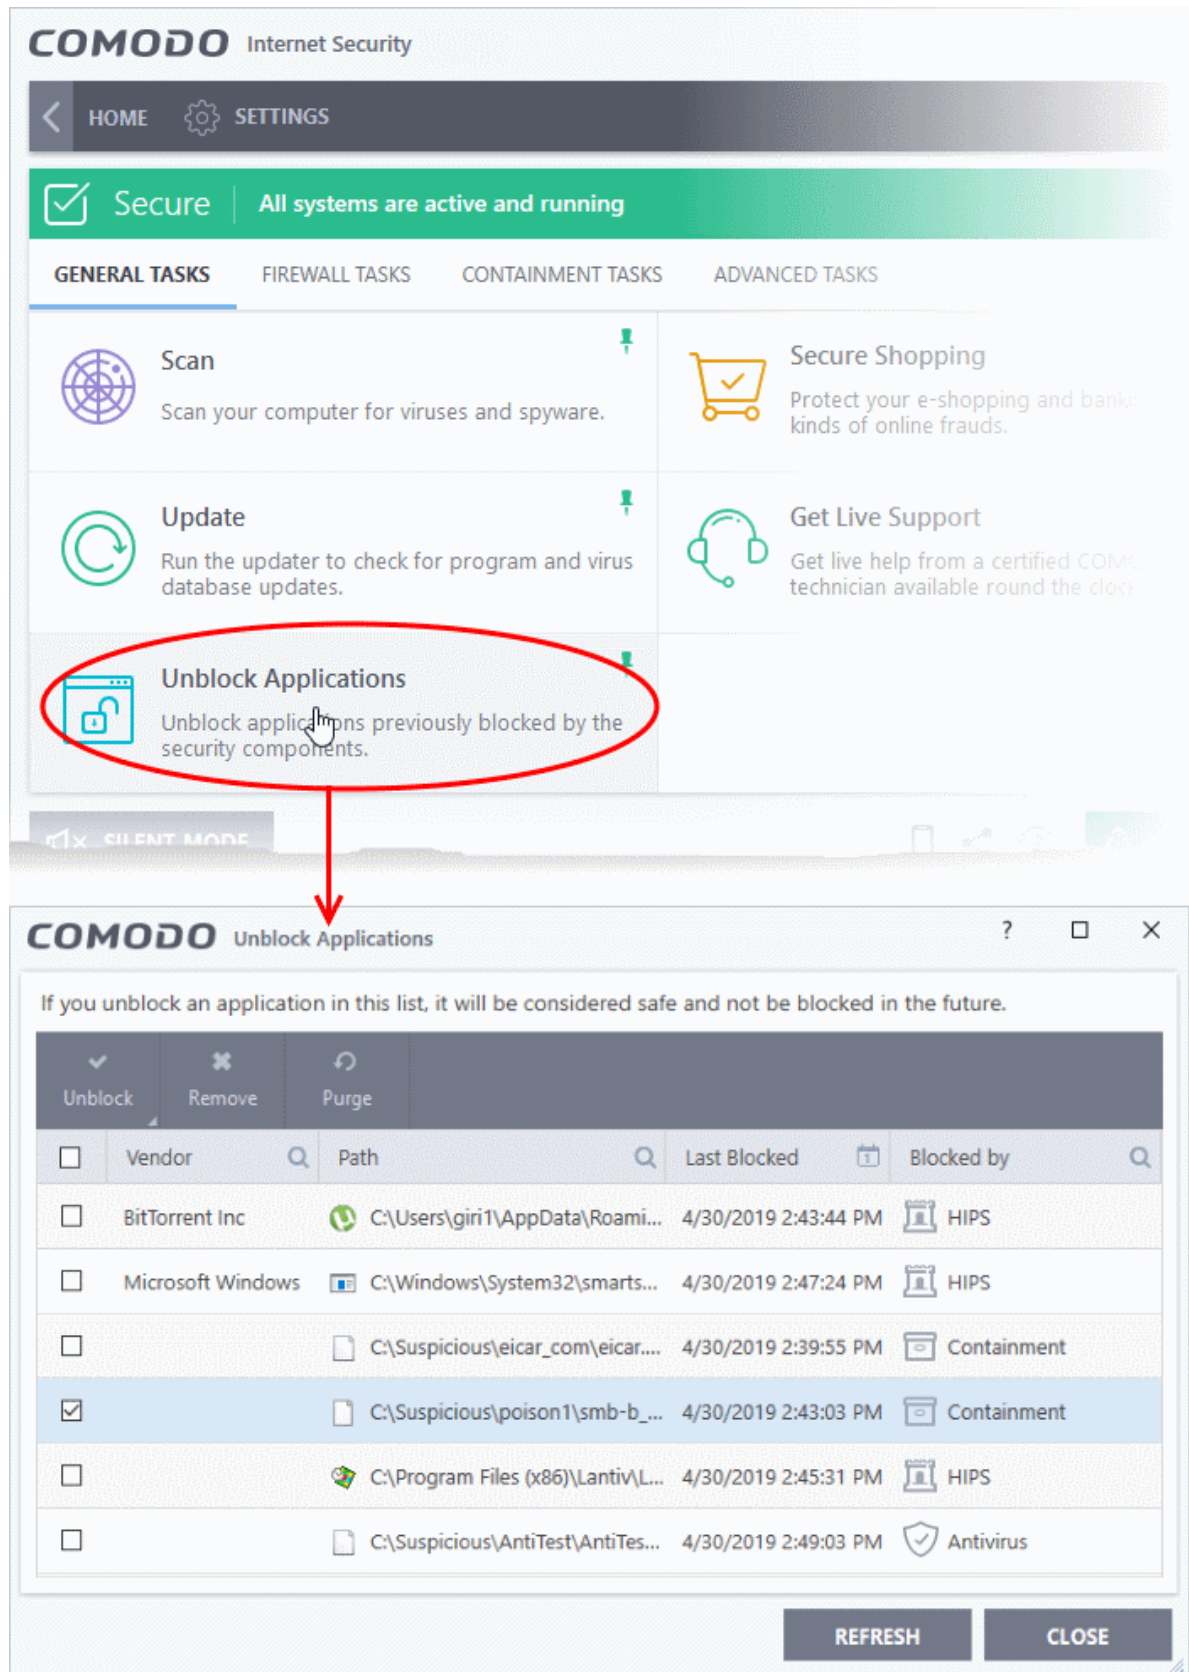 COMODO Internet Security
HOME SETTINGS
Secure All systems are active and running
GENERAL TASKS FIREWALL TASKS CONTAINMENT TASKS ADVANCED TASKS
Scan
Scan your computer for viruses and spyware.
Secure Shopping
Protect your e-shopping and
kinds of online frauds.
Update
Run the updater to check for program and virus
database updates.
Get Live Support
Get live help from a certified
technician available round the
Unblock Applications
Unblock applications previously blocked by the
security components.
SILENT MODE
COMODO Unblock Applications ?
If you unblock an application in this list, it will be considered safe and not be blocked in the future.
Unblock Remove Purge
Vendor Path Last Blocked 1 Blocked by
BitTorrent Inc C:\Users\giri1\AppData\Roami... 4/30/2019 2:43:44 PM HIPS
Microsoft Windows C:\Windows\System32\smarts... 4/30/2019 2:47:24 PM HIPS
C:\Suspicious\eicar_com\eicar.... 4/30/2019 2:39:55 PM Containment
C:\Suspicious\poison1\smb-b_... 4/30/2019 2:43:03 PM Containment
C:\Program Files (x86)\Lantiv\L... 4/30/2019 2:45:31 PM HIPS
C:\Suspicious\AntiTest\AntiTes... 4/30/2019 2:49:03 PM Antivirus
REFRESH CLOSE